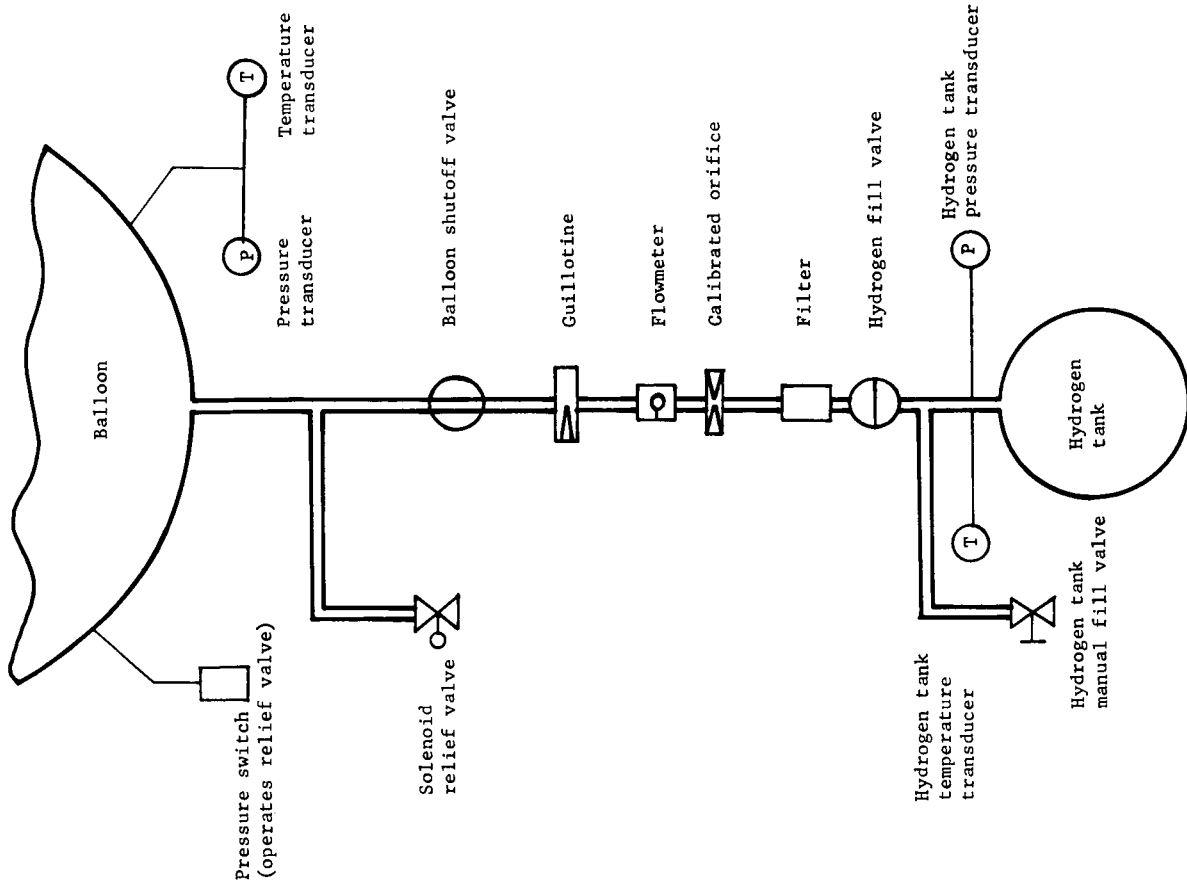 Balloon
T
Temperature
transducer
P
Pressure
transducer
Pressure switch
(operates relief valve)
Balloon shutoff valve
Solenoid
relief valve
Guillotine
Flowmeter
Calibrated orifice
Filter
Hydrogen fill valve
Hydrogen tank
pressure transducer
P
T
Hydrogen tank
temperature
transducer
Hydrogen
tank
Hydrogen tank
manual fill valve